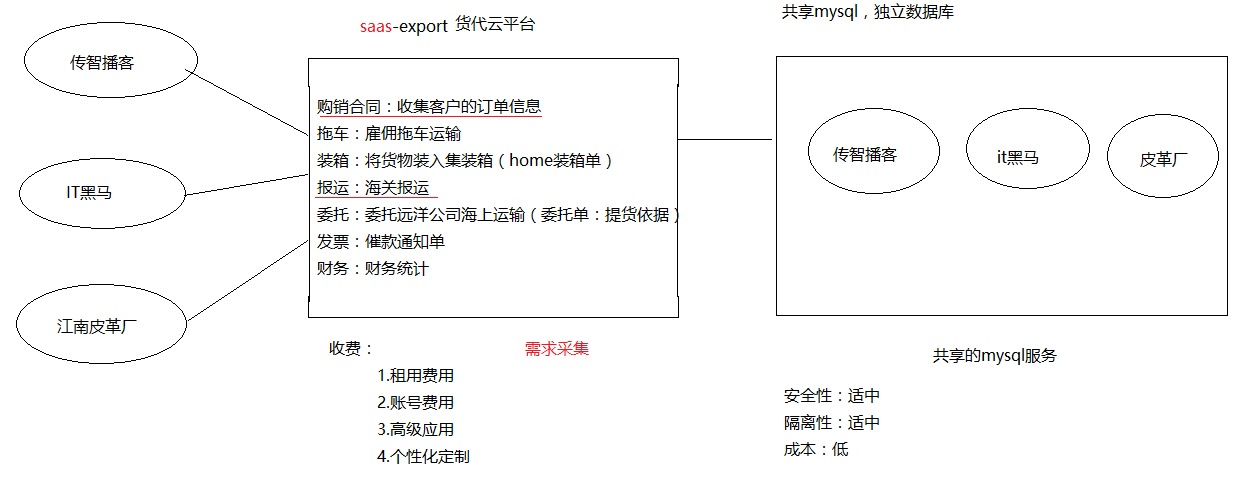 saas-export 货代云平台
共享mysql，独立数据库
传智播客
IT黑马
江南皮革厂
购销合同：收集客户的订单信息
拖车：雇佣拖车运输
装箱：将货物装入集装箱（home装箱单）
报运：海关报运
委托：委托远洋公司海上运输（委托单：提货依据）
发票：催款通知单
财务：财务统计
传智播客
it黑马
皮革厂
收费：
需求采集
1.租用费用
2.账号费用
3.高级应用
4.个性化定制
共享的mysql服务
安全性：适中
隔离性：适中
成本：低